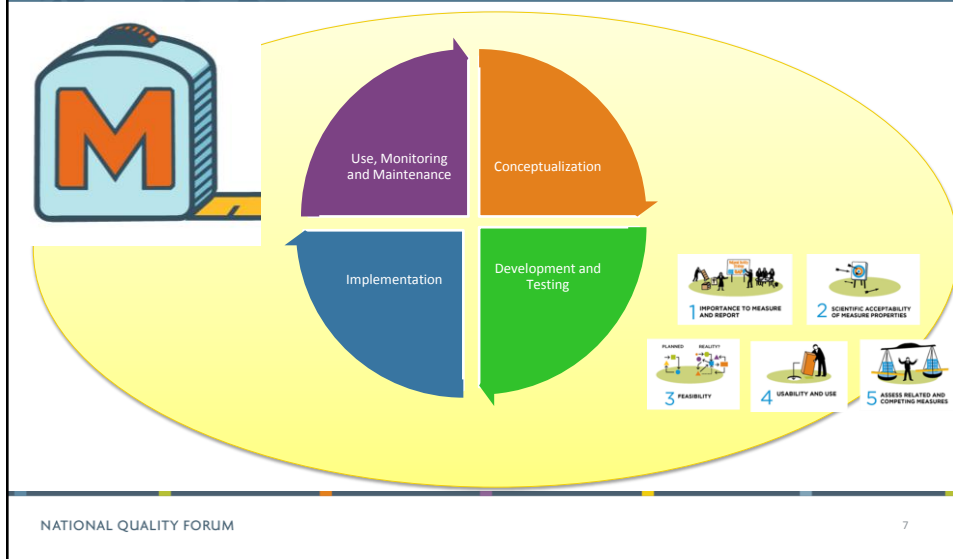 M
Use, Monitoring
and Maintenance
Conceptualization
Implementation
Development and
Testing
1 IMPORTANCE TO MEASURE
AND REPORT
2 SCIENTIFIC ACCEPTABILITY
OF MEASURE PROPERTIES
PLANNED REALITY?
3 FEASIBILITY
4 USABILITY AND USE
5 ASSESS RELATED AND
COMPETING MEASURES
NATIONAL QUALITY FORUM
7